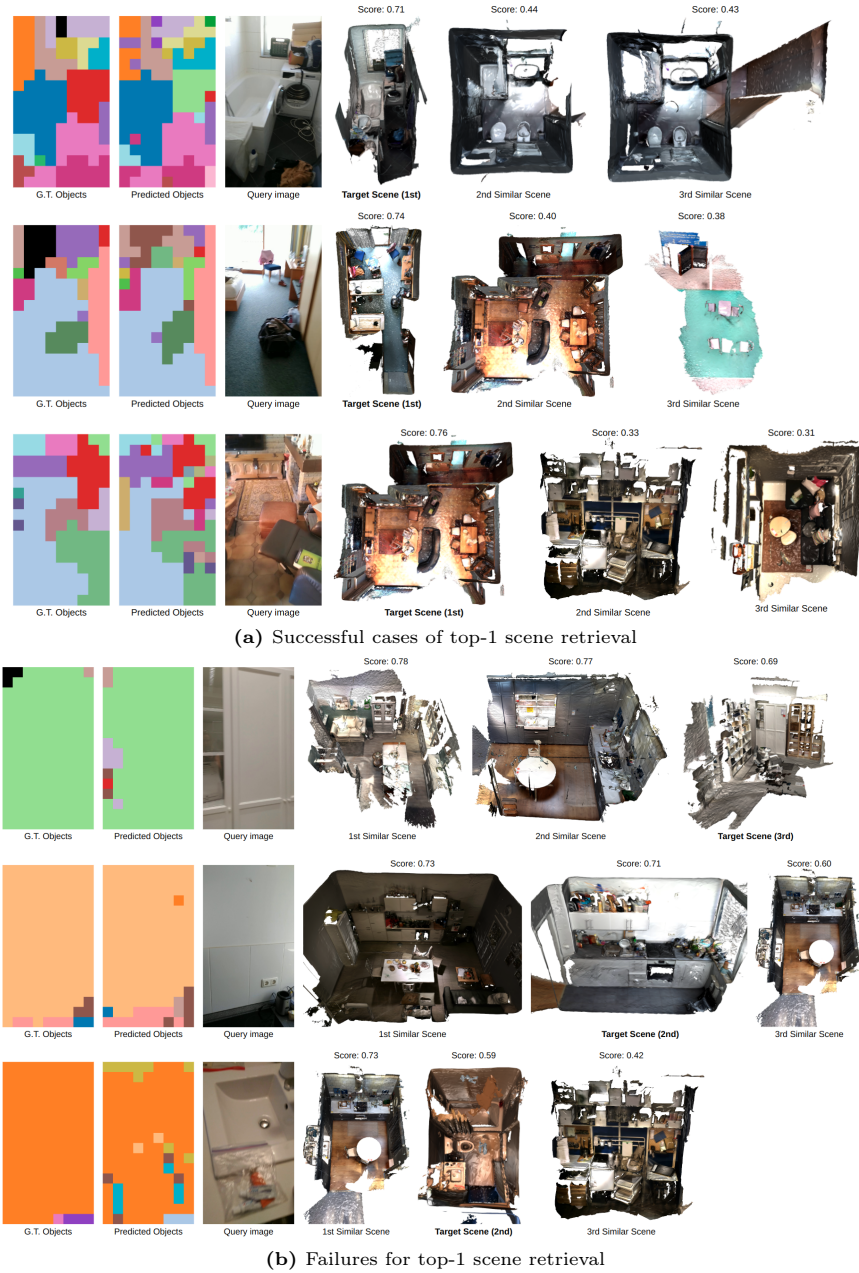 Score: 0.71
Score: 0.44
Score: 0.43
G.T. Objects
Predicted Objects
Query image
Target Scene (1st)
2nd Similar Scene
3rd Similar Scene
Score: 0.74
Score: 0.40
Score: 0.38
G.T. Objects
Predicted Objects
Query image
Target Scene (1st)
2nd Similar Scene
3rd Similar Scene
Score: 0.76
Score: 0.33
Score: 0.31
G.T. Objects
Predicted Objects
Query image
Target Scene (1st)
2nd Similar Scene
3rd Similar Scene
(a) Successful cases of top-1 scene retrieval
Score: 0.78
Score: 0.77
Score: 0.69
G.T. Objects
Predicted Objects
Query image
1st Similar Scene
2nd Similar Scene
Target Scene (3rd)
Score: 0.73
Score: 0.71
Score: 0.60
G.T. Objects
Predicted Objects
Query image
1st Similar Scene
Target Scene (2nd)
3rd Similar Scene
Score: 0.73
Score: 0.59
Score: 0.42
G.T. Objects
Predicted Objects
Query image
1st Similar Scene
Target Scene (2nd)
3rd Similar Scene
(b) Failures for top-1 scene retrieval